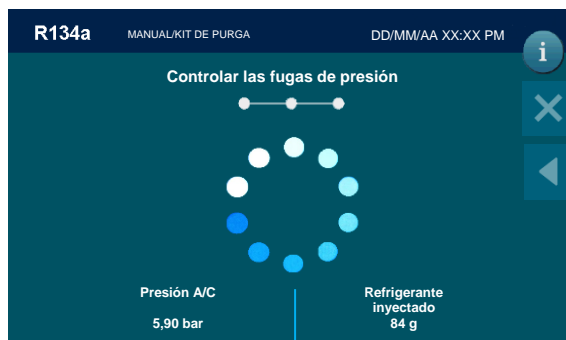 R134a MANUAL/KIT DE PURGA DD/MM/AA XX:XX PM
i
Controlar las fugas de presión
Presión A/C
5,90 bar
Refrigerante
inyectado
84 g